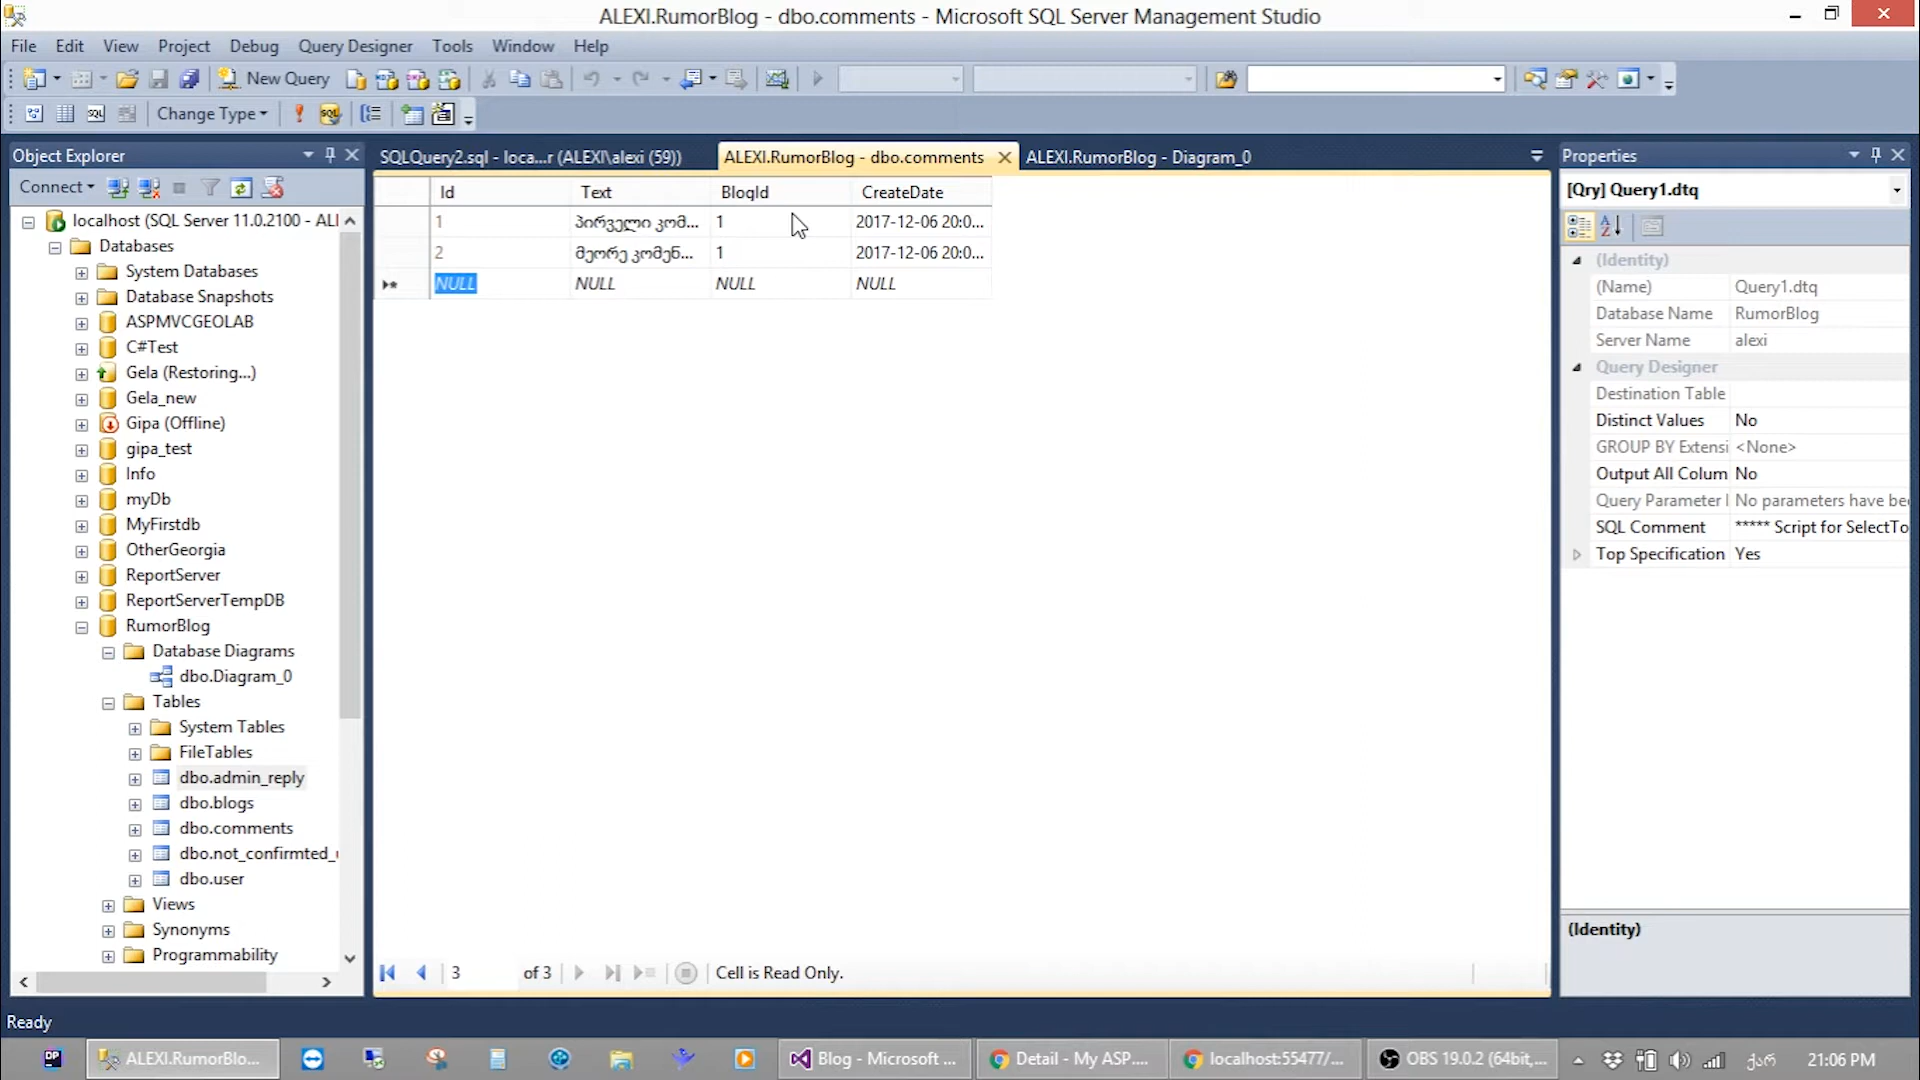 ALEXI.RumorBlog - dbo.comments - Microsoft SQL Server Management Studio
File Edit View Project Debug Query Designer Tools Window Help
New Query
Change Type
Object Explorer
SQLQuery2.sql - loca...r (ALEXI\alexi (59))
ALEXI.RumorBlog - dbo.comments
ALEXI.RumorBlog - Diagram_0
Properties
Connect
localhost (SQL Server 11.0.2100 - ALI
Databases
System Databases
Database Snapshots
ASPMVCGEOLAB
C#Test
Gela (Restoring...)
Gela_new
Gipa (Offline)
gipa_test
Info
myDb
MyFirstdb
OtherGeorgia
ReportServer
ReportServerTempDB
RumorBlog
Database Diagrams
dbo.Diagram_0
Tables
System Tables
FileTables
dbo.admin_reply
dbo.blogs
dbo.comments
dbo.not_confirmted_
dbo.user
Views
Synonyms
Programmability
Id Text BlogId CreateDate
1 პირველი კომ... 1 2017-12-06 20:0...
2 მეორე კომენ... 1 2017-12-06 20:0...
NULL NULL NULL NULL
3 of 3 Cell is Read Only.
[Qry] Query1.dtq
(Identity)
(Name) Query1.dtq
Database Name RumorBlog
Server Name alexi
Query Designer
Destination Table
Distinct Values No
GROUP BY Extensi <None>
Output All Colum No
Query Parameter l No parameters have bee
SQL Comment ***** Script for SelectTo
Top Specification Yes
(Identity)
Ready
DP
ALEXI.RumorBlo...
Blog - Microsoft ...
Detail - My ASP....
localhost:55477/...
OBS 19.0.2 (64bit,...
ქარ
21:06 PM